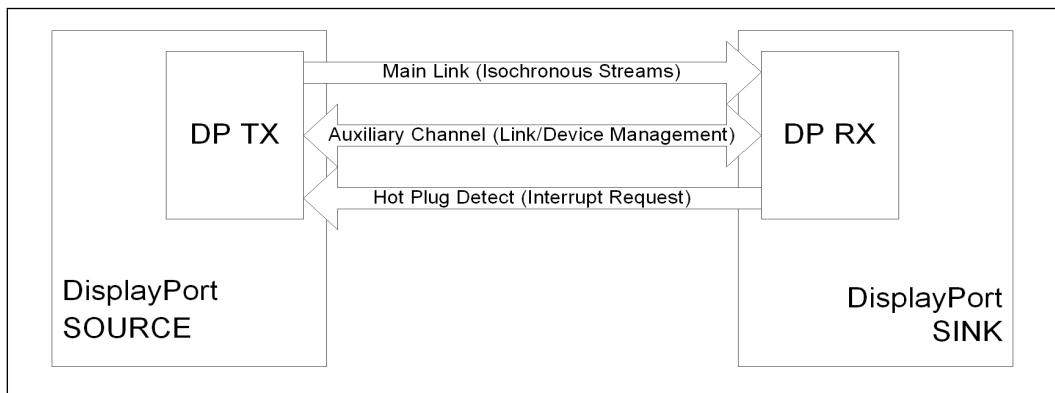 Main Link (Isochronous Streams)
DP TX
Auxiliary Channel (Link/Device Management)
DP RX
Hot Plug Detect (Interrupt Request)
DisplayPort
SOURCE
DisplayPort
SINK